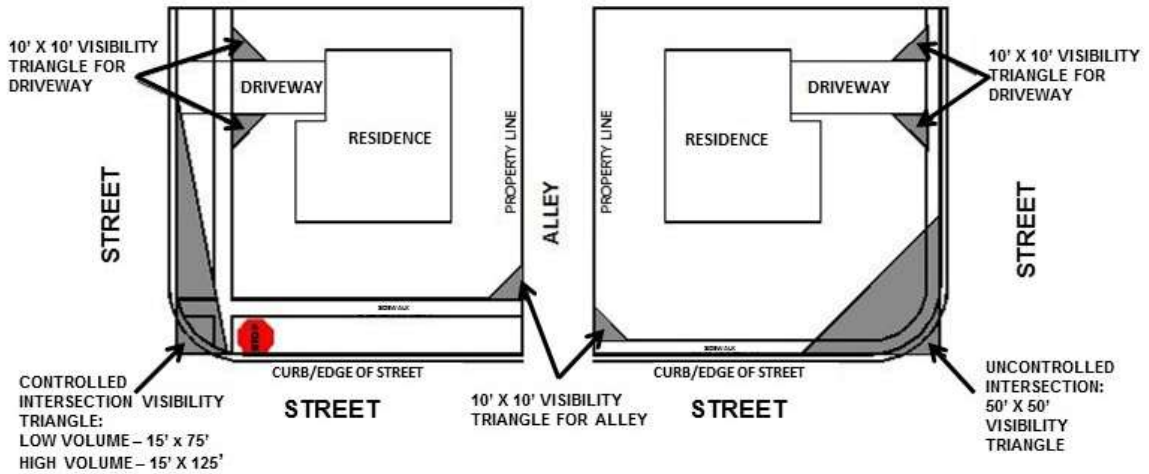 10' X 10' VISIBILITY
TRIANGLE FOR
DRIVEWAY
DRIVEWAY
RESIDENCE
PROPERTY LINE
STREET
ALLEY
PROPERTY LINE
RESIDENCE
DRIVEWAY
10' X 10' VISIBILITY
TRIANGLE FOR
DRIVEWAY
STREET
SIDEWALK
STOP
SIDEWALK
CURB/EDGE OF STREET
CURB/EDGE OF STREET
CONTROLLED
INTERSECTION VISIBILITY
TRIANGLE:
LOW VOLUME – 15' x 75'
HIGH VOLUME – 15' X 125'
STREET
10' X 10' VISIBILITY
TRIANGLE FOR ALLEY
STREET
UNCONTROLLED
INTERSECTION:
50' X 50'
VISIBILITY
TRIANGLE